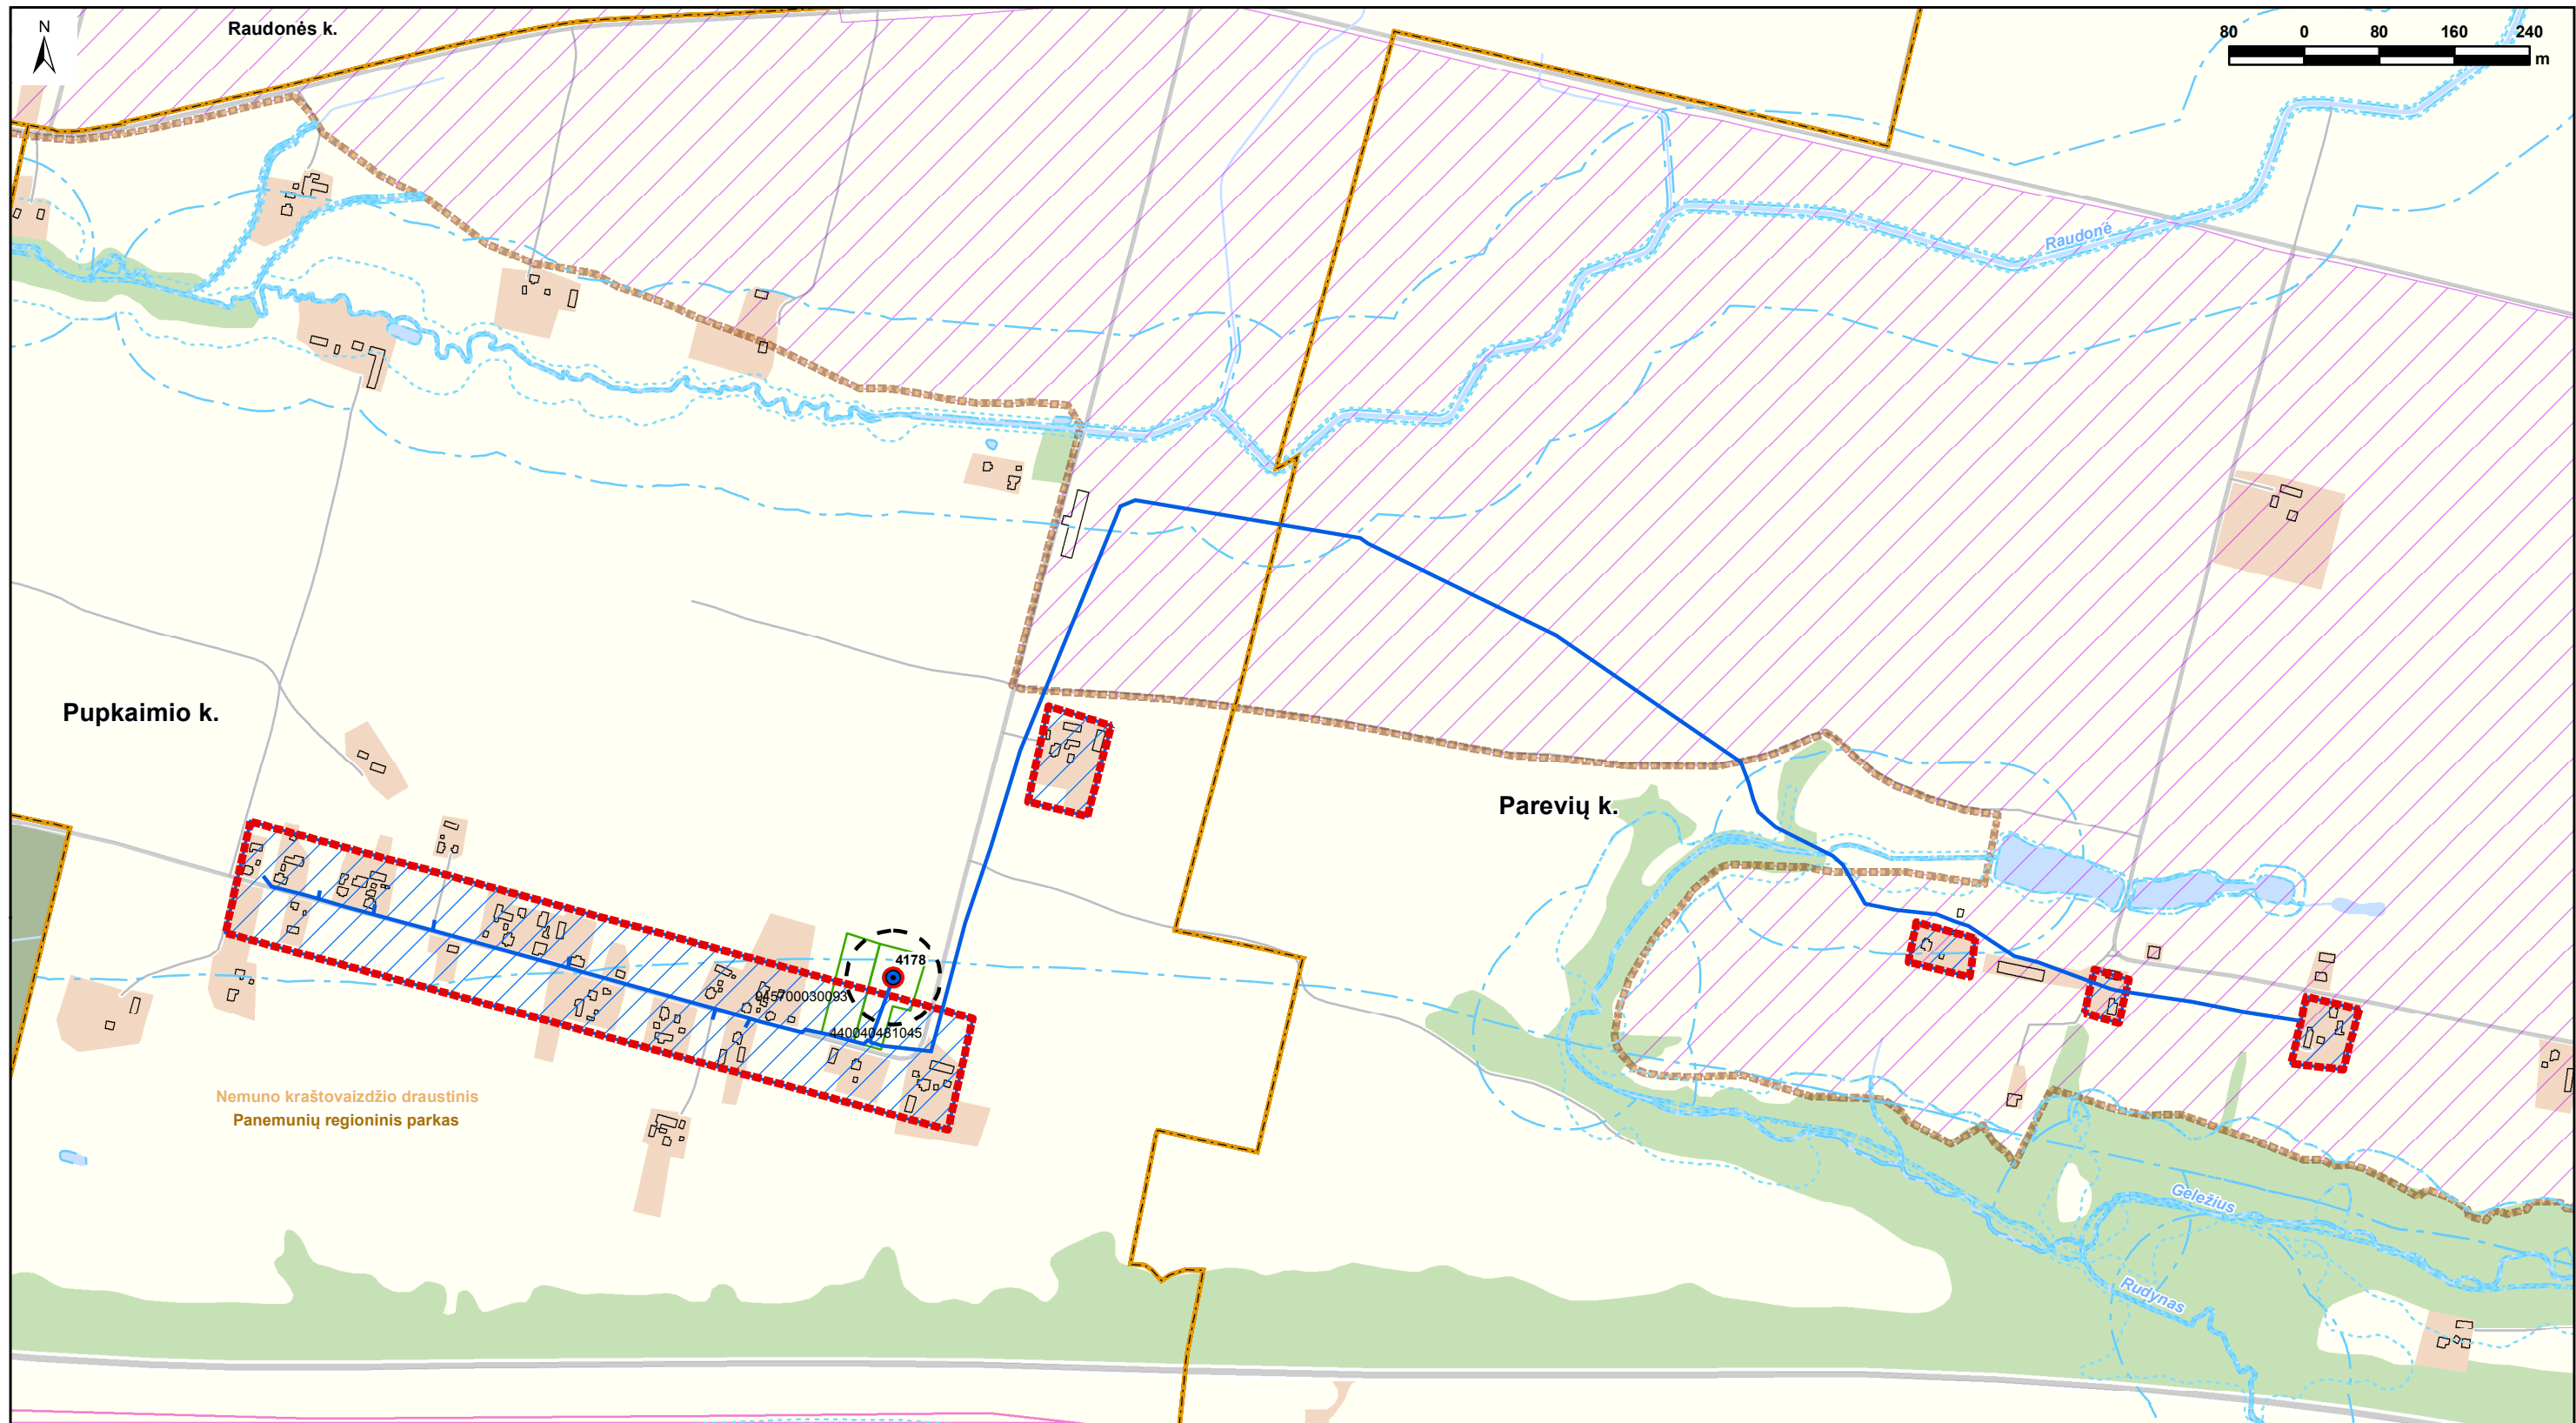 N
Raudonės k.
80 0 80 160 240
m
Raudonė
Pupkaimio k.
Parevių k.
4178
945700030093
440040481045
Nemuno kraštovaizdžio draustinis
Panemunių regioninis parkas
Geležius
Rudynas